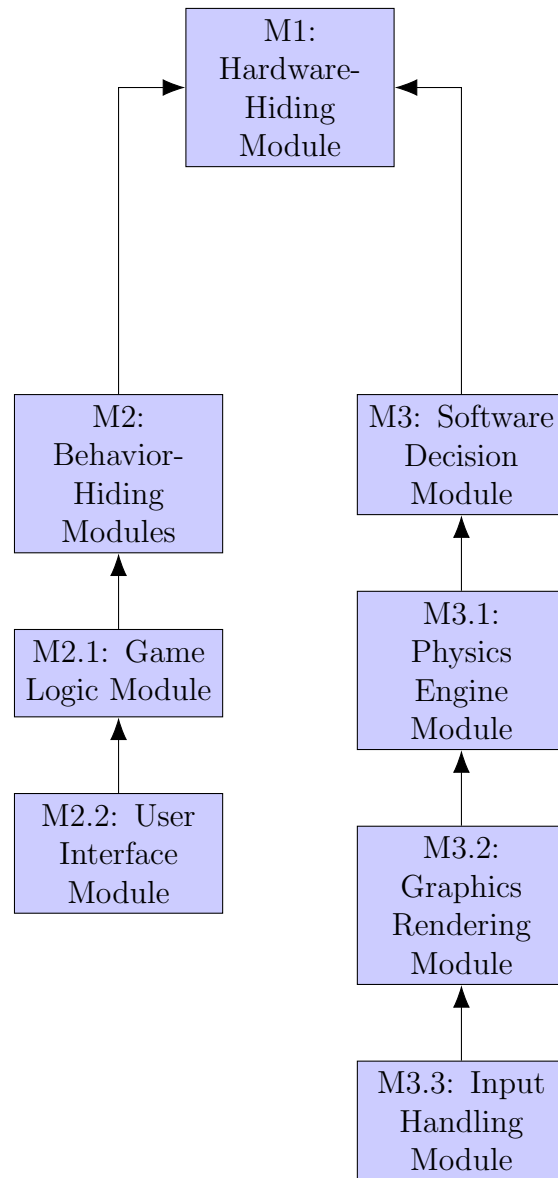 M1:
Hardware-
Hiding
Module
M2:
Behavior-
Hiding
Modules
M3: Software
Decision
Module
M2.1: Game
Logic Module
M3.1:
Physics
Engine
Module
M2.2: User
Interface
Module
M3.2:
Graphics
Rendering
Module
M3.3: Input
Handling
Module